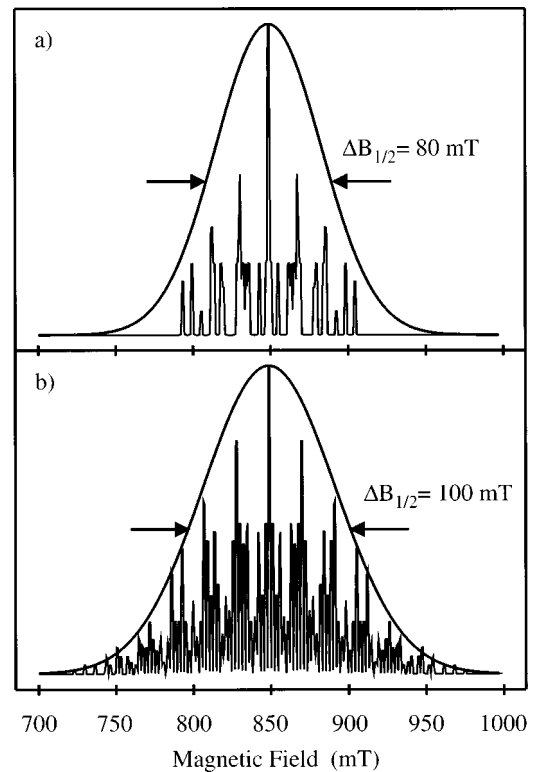 a)
ΔB1/2= 80 mT
b)
ΔB1/2= 100 mT
700 750 800 850 900 950 1000
Magnetic Field (mT)